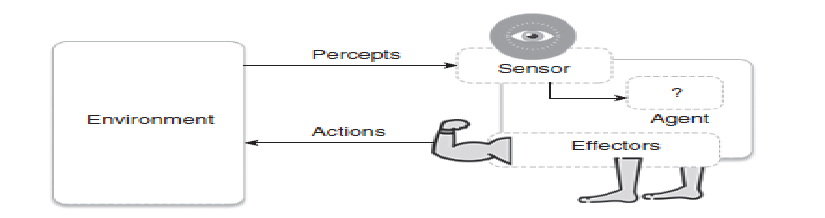 Percepts
Sensor
?
Environment
Agent
Actions
Effectors